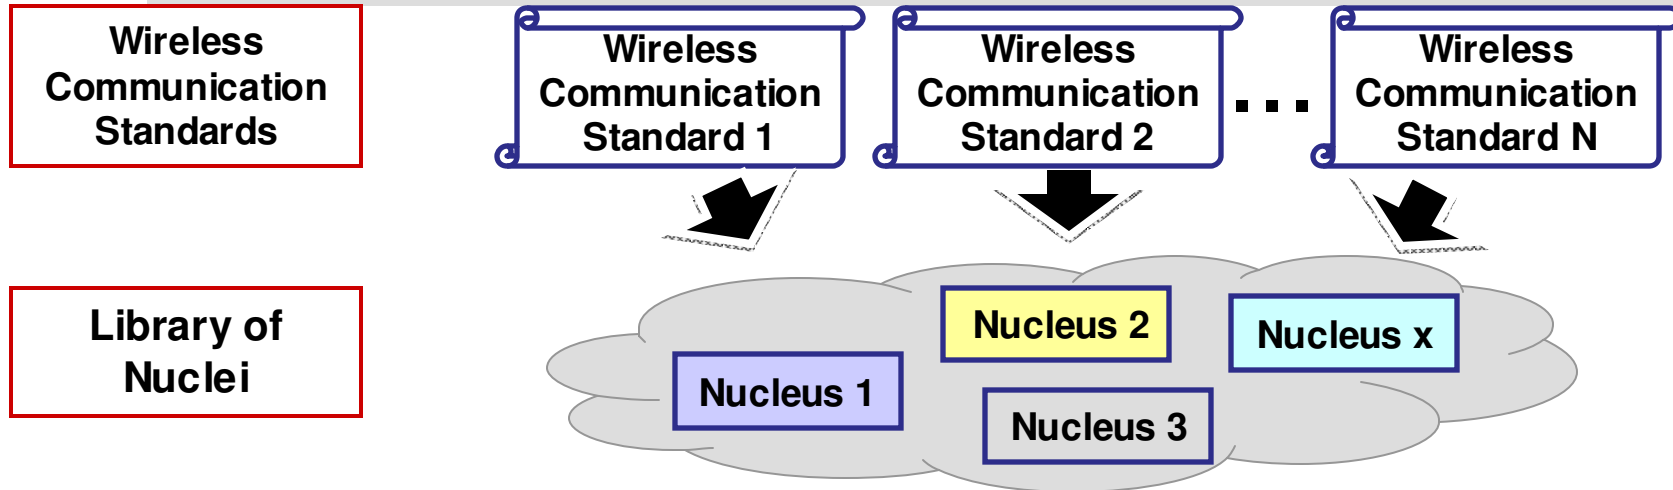 Wireless
Communication
Standards
Wireless
Communication
Standard 1
Wireless
Communication
Standard 2
...
Wireless
Communication
Standard N
Library of
Nuclei
Nucleus 1
Nucleus 2
Nucleus 3
Nucleus x